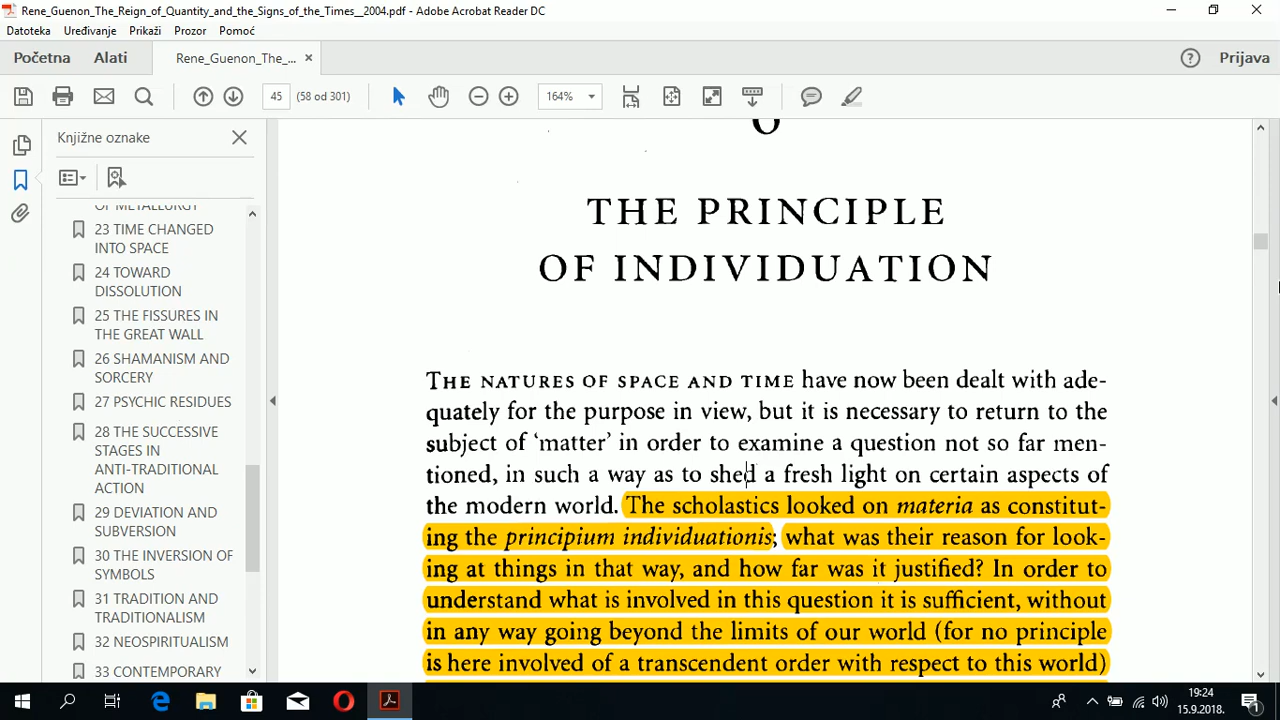 Rene_Guenon_The_Reign_of_Quantity_and_the_Signs_of_the_Times__2004.pdf - Adobe Acrobat Reader DC
Datoteka Uređivanje Prikaži Prozor Pomoć
Početna Alati Rene_Guenon_The_... × Prijava
45 (58 od 301) 164%
Knjižne oznake
OF METALLURGY
23 TIME CHANGED
INTO SPACE
24 TOWARD
DISSOLUTION
25 THE FISSURES IN
THE GREAT WALL
26 SHAMANISM AND
SORCERY
27 PSYCHIC RESIDUES
28 THE SUCCESSIVE
STAGES IN
ANTI-TRADITIONAL
ACTION
29 DEVIATION AND
SUBVERSION
30 THE INVERSION OF
SYMBOLS
31 TRADITION AND
TRADITIONALISM
32 NEOSPIRITUALISM
33 CONTEMPORARY
THE PRINCIPLE
OF INDIVIDUATION
THE NATURES OF SPACE AND TIME have now been dealt with ade-
quately for the purpose in view, but it is necessary to return to the
subject of ‘matter’ in order to examine a question not so far men-
tioned, in such a way as to shed a fresh light on certain aspects of
the modern world. The scholastics looked on materia as constitut-
ing the principium individuationis; what was their reason for look-
ing at things in that way, and how far was it justified? In order to
understand what is involved in this question it is sufficient, without
in any way going beyond the limits of our world (for no principle
is here involved of a transcendent order with respect to this world)
19:24
15.9.2018.
1